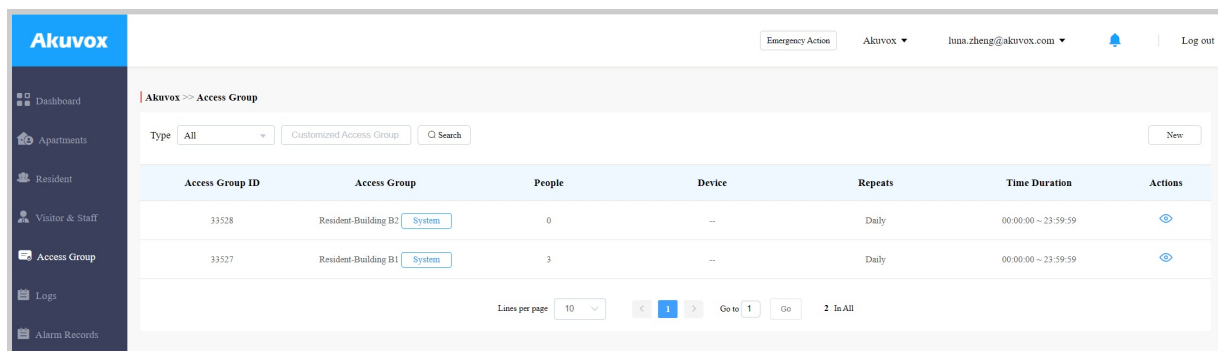 Akuvox
Emergency Action Akuvox luna.zheng@akuvox.com Log out
Dashboard
Apartments
Resident
Visitor & Staff
Access Group
Logs
Alarm Records
Akuvox >> Access Group
Type All Customized Access Group Search New
Access Group ID Access Group People Device Repeats Time Duration Actions
33528 Resident-Building B2 System 0 -- Daily 00:00:00 ~ 23:59:59
33527 Resident-Building B1 System 3 -- Daily 00:00:00 ~ 23:59:59
Lines per page 10 < 1 > Go to 1 Go 2 In All